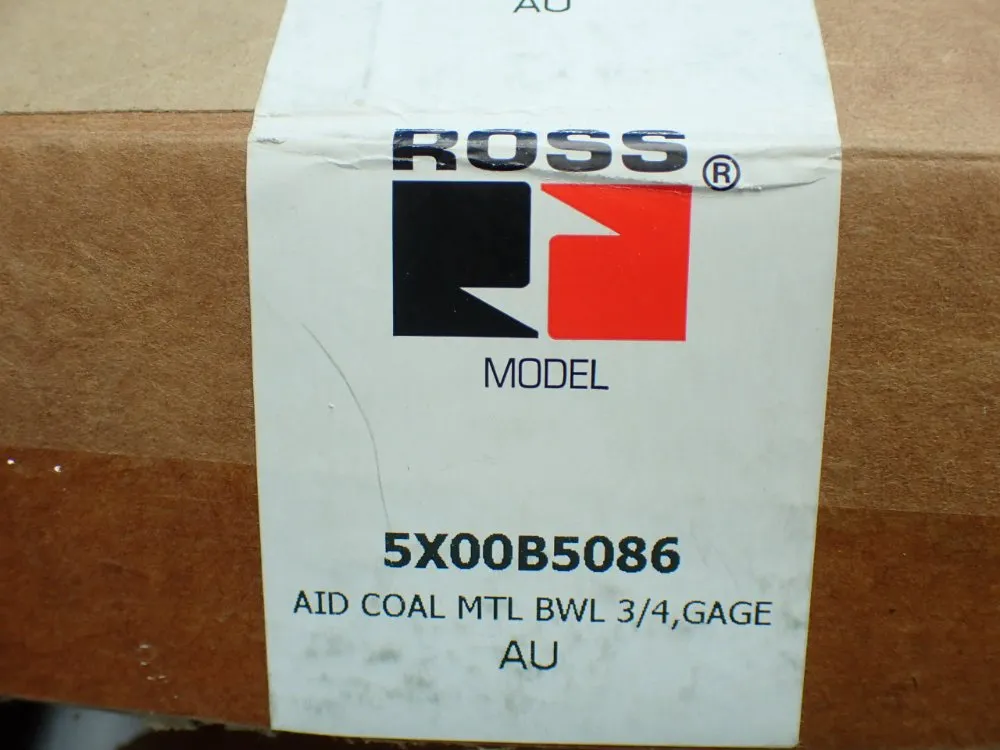 AU
ROSS®
MODEL
5X00B5086
AID COAL MTL BWL 3/4,GAGE
AU